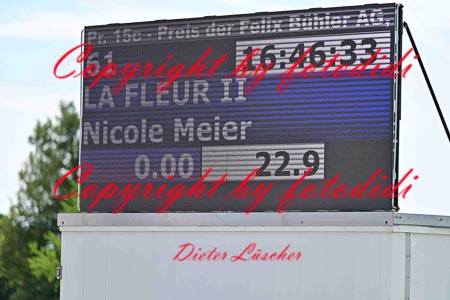 Pr. 15c - Preis der Felix Bühler AG,
61 16:46:33
Copyright by fotodidi
LA FLEUR II
Nicole Meier
0.00 22.9
Copyright by fotodidi
Dieter Lüscher